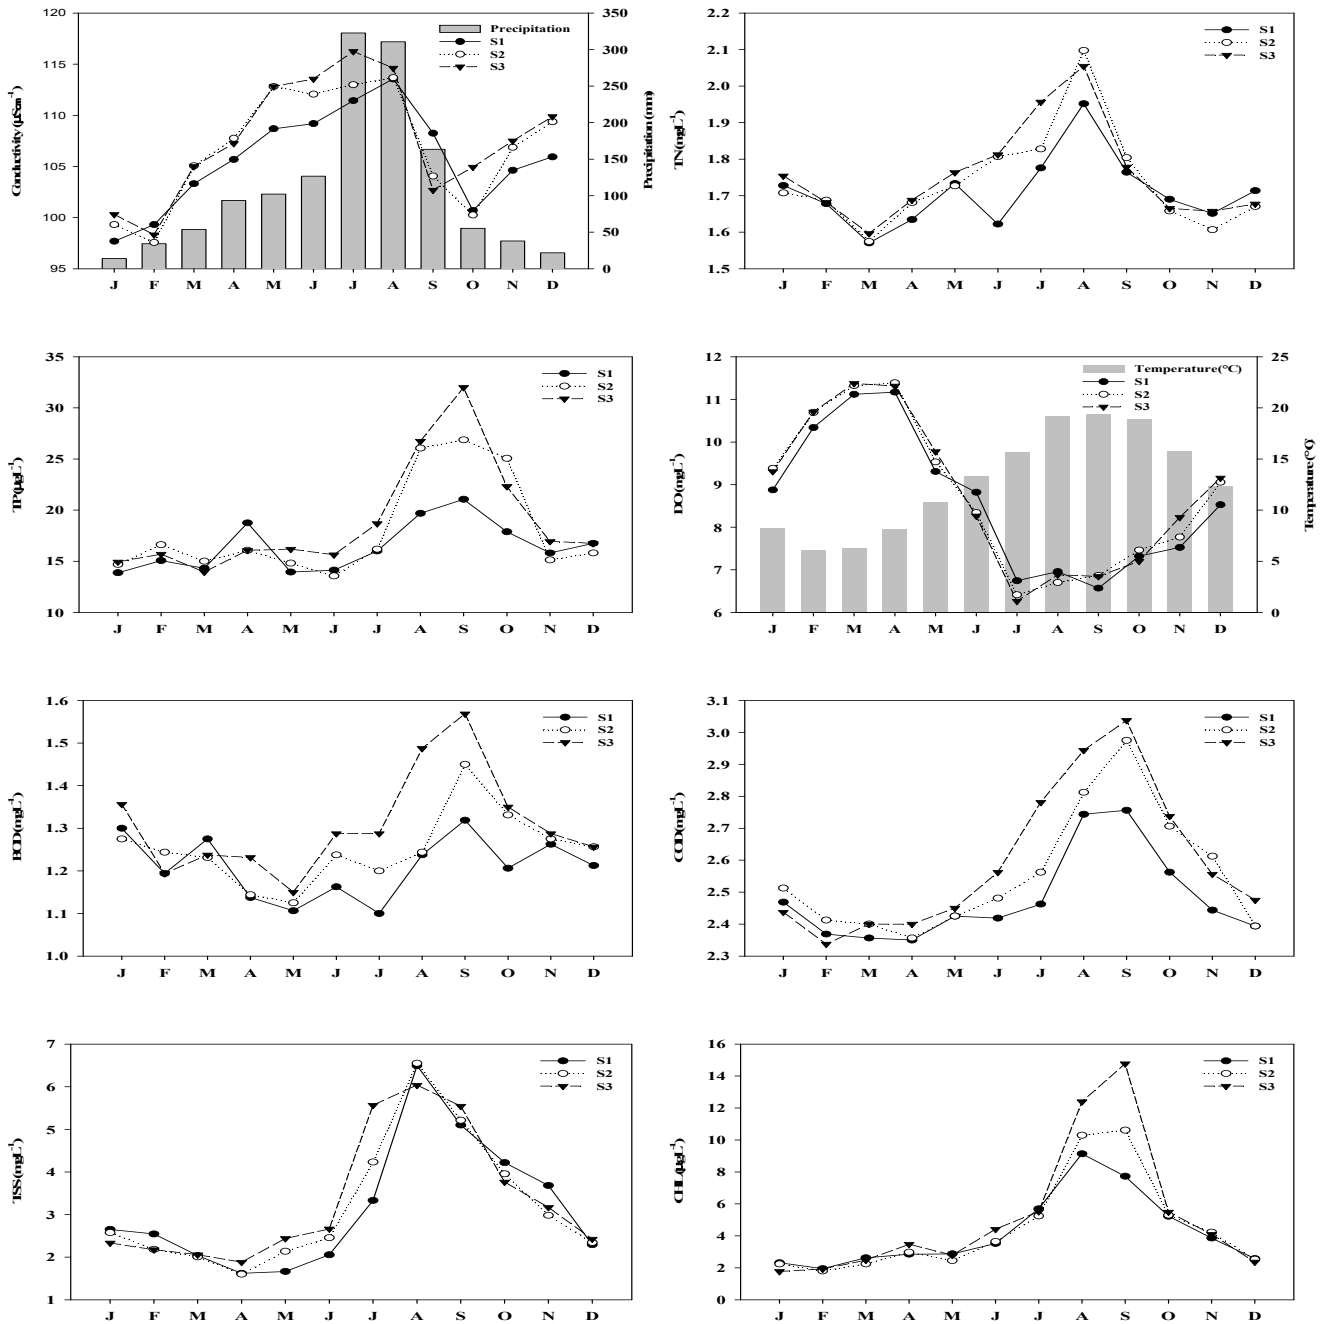 120
115
110
105
100
95
350
300
250
200
150
100
50
0
Precipitation
S1
S2
S3
Precipitation (mm)
J F M A M J J A S O N D
2.2
2.1
2.0
1.9
1.8
1.7
1.6
1.5
TN (mgL⁻¹)
S1
S2
S3
J F M A M J J A S O N D
35
30
25
20
15
10
TP (µgL⁻¹)
S1
S2
S3
J F M A M J J A S O N D
12
11
10
9
8
7
6
DO (mgL⁻¹)
25
20
15
10
5
0
Temperature (°C)
Temperature(°C)
S1
S2
S3
J F M A M J J A S O N D
1.6
1.5
1.4
1.3
1.2
1.1
1.0
BOD (mgL⁻¹)
S1
S2
S3
J F M A M J J A S O N D
3.1
3.0
2.9
2.8
2.7
2.6
2.5
2.4
2.3
COD (mgL⁻¹)
S1
S2
S3
J F M A M J J A S O N D
7
6
5
4
3
2
1
TSS (mgL⁻¹)
S1
S2
S3
J F M A M J J A S O N D
16
14
12
10
8
6
4
2
0
CHL (µgL⁻¹)
S1
S2
S3
J F M A M J J A S O N D